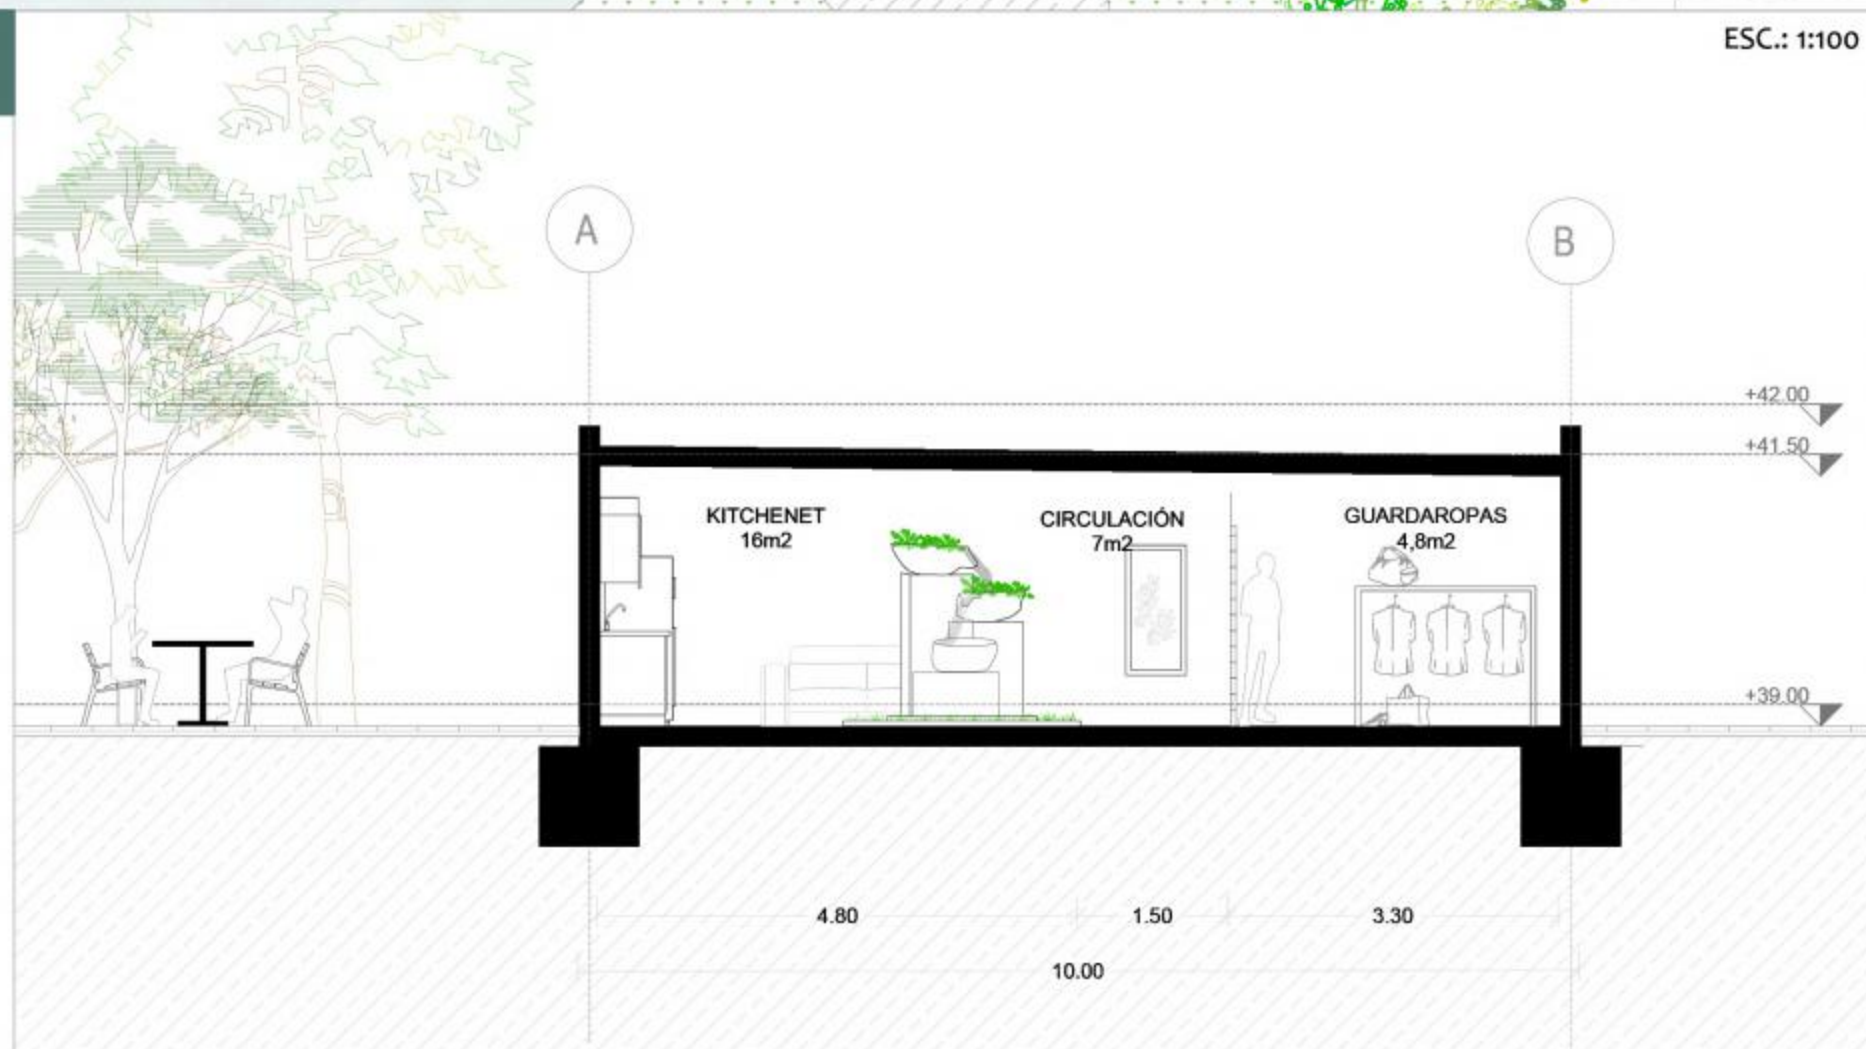 ESC.: 1:100
A
B
+42.00
+41.50
KITCHENET
16m2
CIRCULACIÓN
7m2
GUARDAROPAS
4,8m2
+39.00
4.80
1.50
3.30
10.00